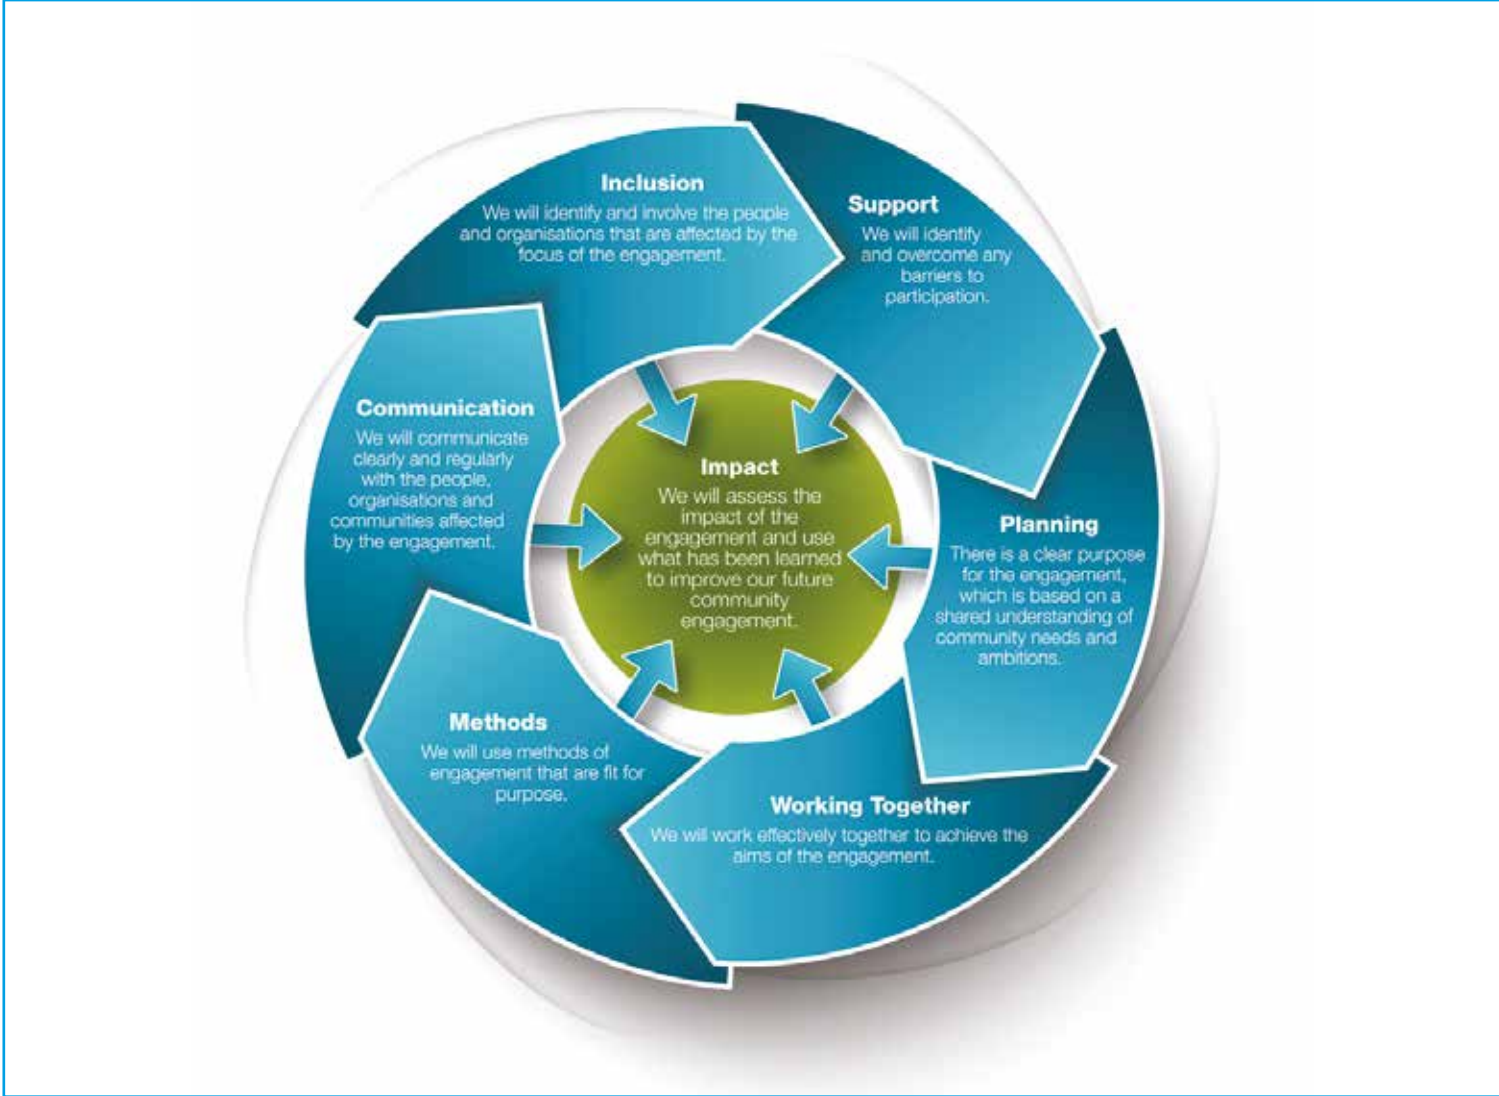 Inclusion
We will identify and involve the people
and organisations that are affected by the
focus of the engagement.
Support
We will identify
and overcome any
barriers to
participation.
Planning
There is a clear purpose
for the engagement,
which is based on a
shared understanding of
community needs and
ambitions.
Working Together
We will work effectively together to achieve the
aims of the engagement.
Methods
We will use methods of
engagement that are fit for
purpose.
Communication
We will communicate
clearly and regularly
with the people,
organisations and
communities affected
by the engagement.
Impact
We will assess the
impact of the
engagement and use
what has been learned
to improve our future
community
engagement.